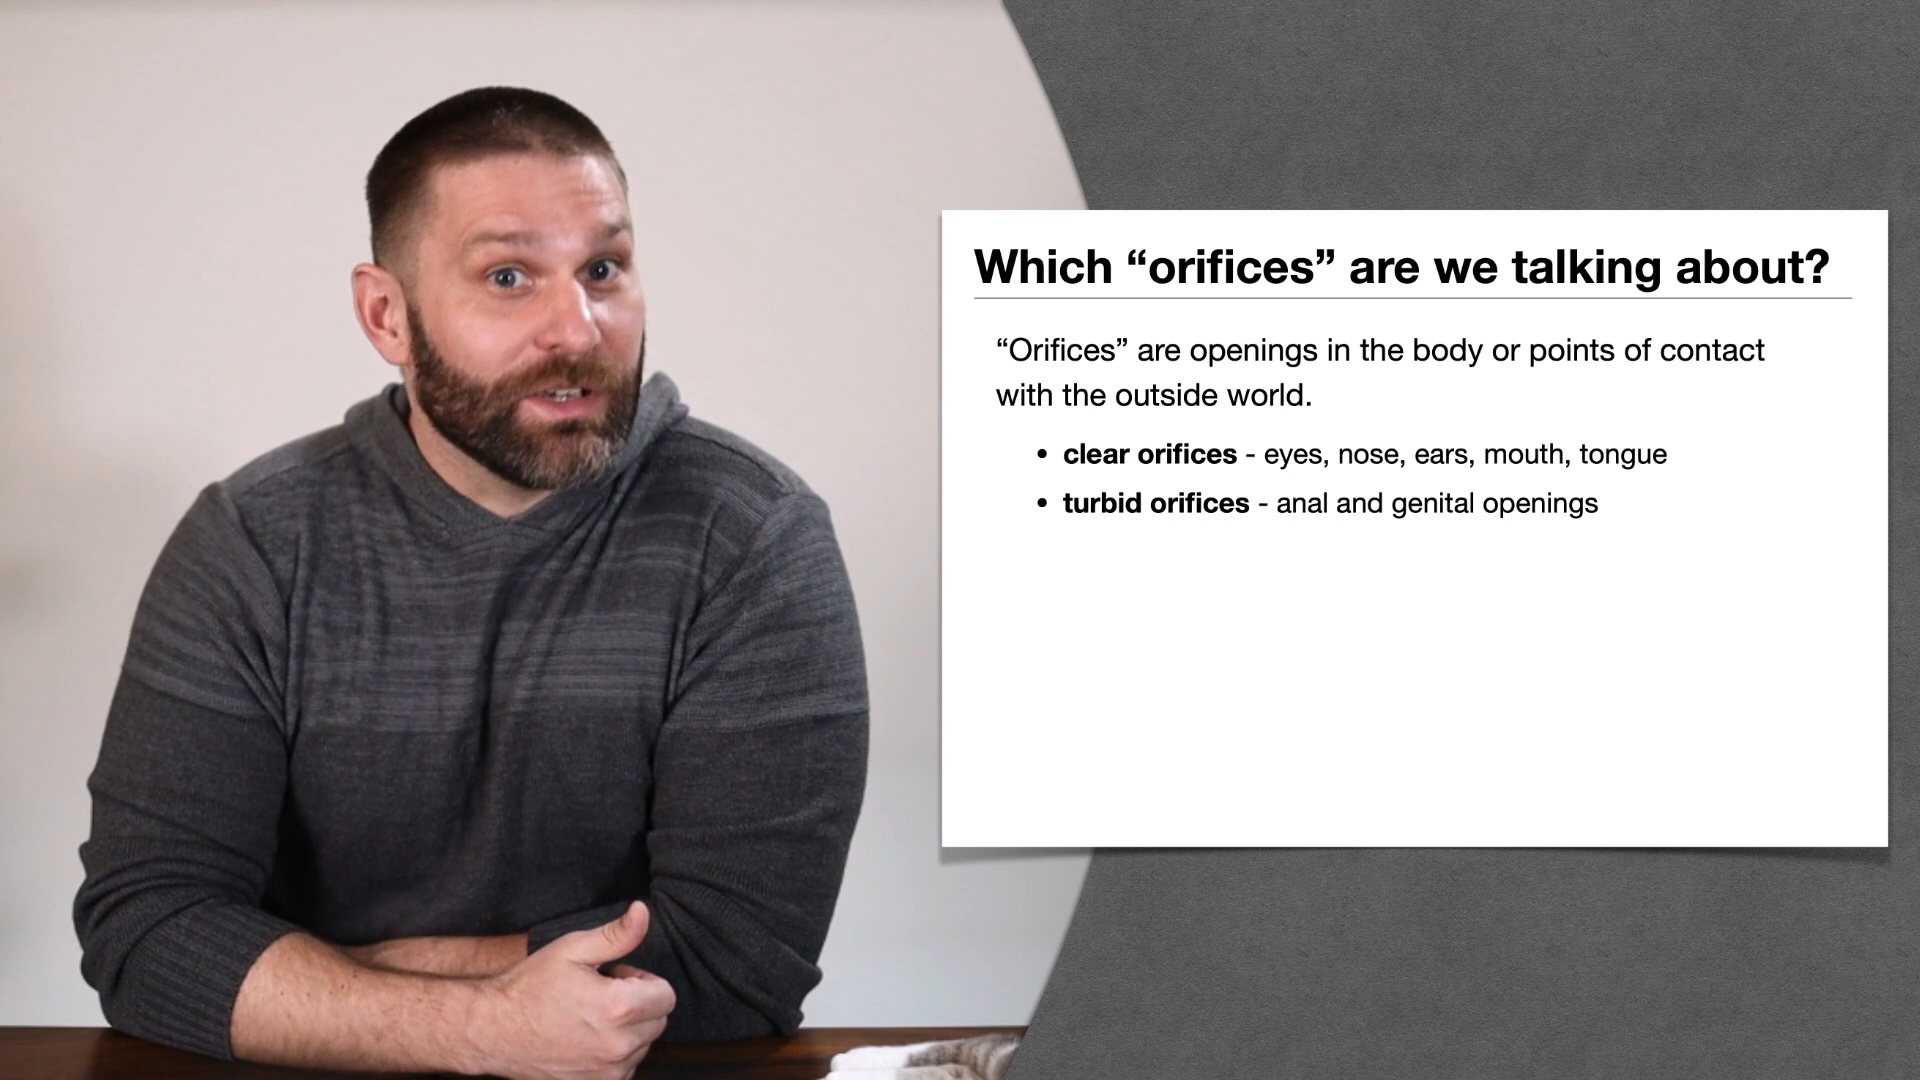 Which “orifices” are we talking about?
“Orifices” are openings in the body or points of contact
with the outside world.
• clear orifices - eyes, nose, ears, mouth, tongue
• turbid orifices - anal and genital openings